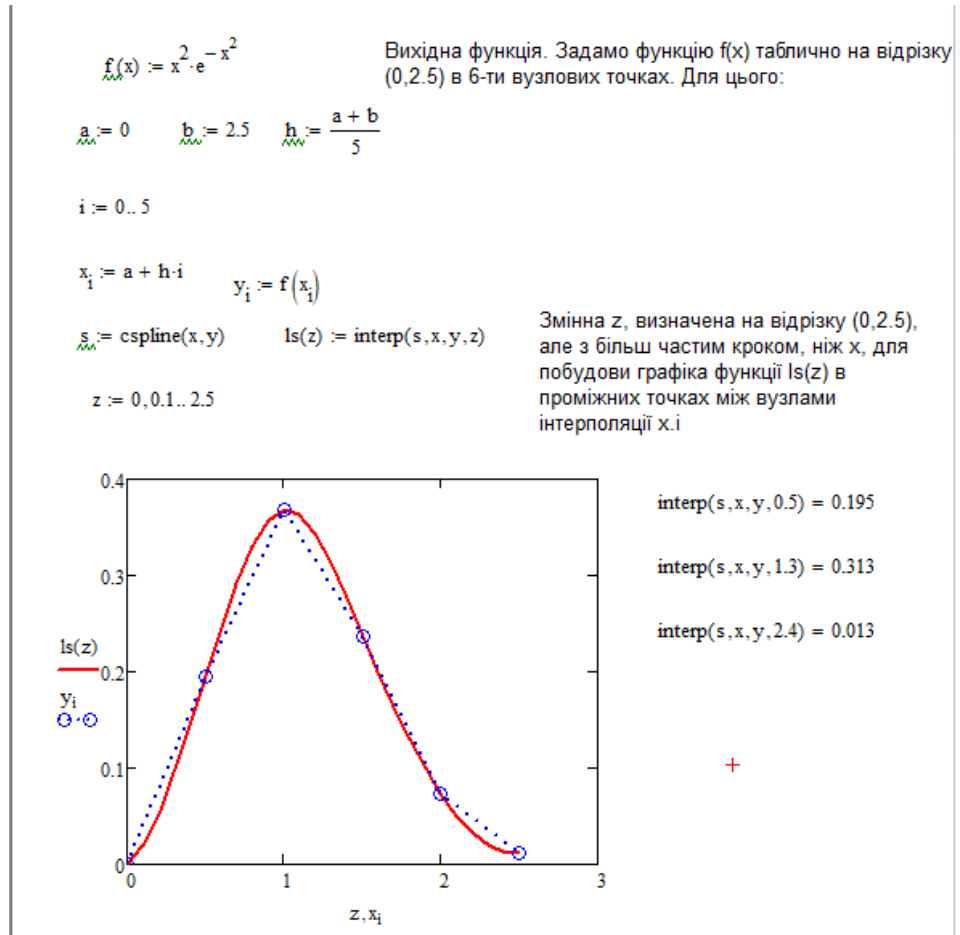 f(x) := x^2·e^(-x^2)
Вихідна функція. Задамо функцію f(x) таблично на відрізку
(0,2.5) в 6-ти вузлових точках. Для цього:
a := 0 b := 2.5 h := (a + b)/5
i := 0.. 5
x_i := a + h·i y_i := f(x_i)
s := cspline(x,y) ls(z) := interp(s,x,y,z)
z := 0,0.1.. 2.5
Змінна z, визначена на відрізку (0,2.5),
але з більш частим кроком, ніж x, для
побудови графіка функції ls(z) в
проміжних точках між вузлами
інтерполяції x.i
0.4
0.3
0.2
0.1
0
ls(z)
y_i
0 1 2 3
z,x_i
interp(s,x,y,0.5) = 0.195
interp(s,x,y,1.3) = 0.313
interp(s,x,y,2.4) = 0.013